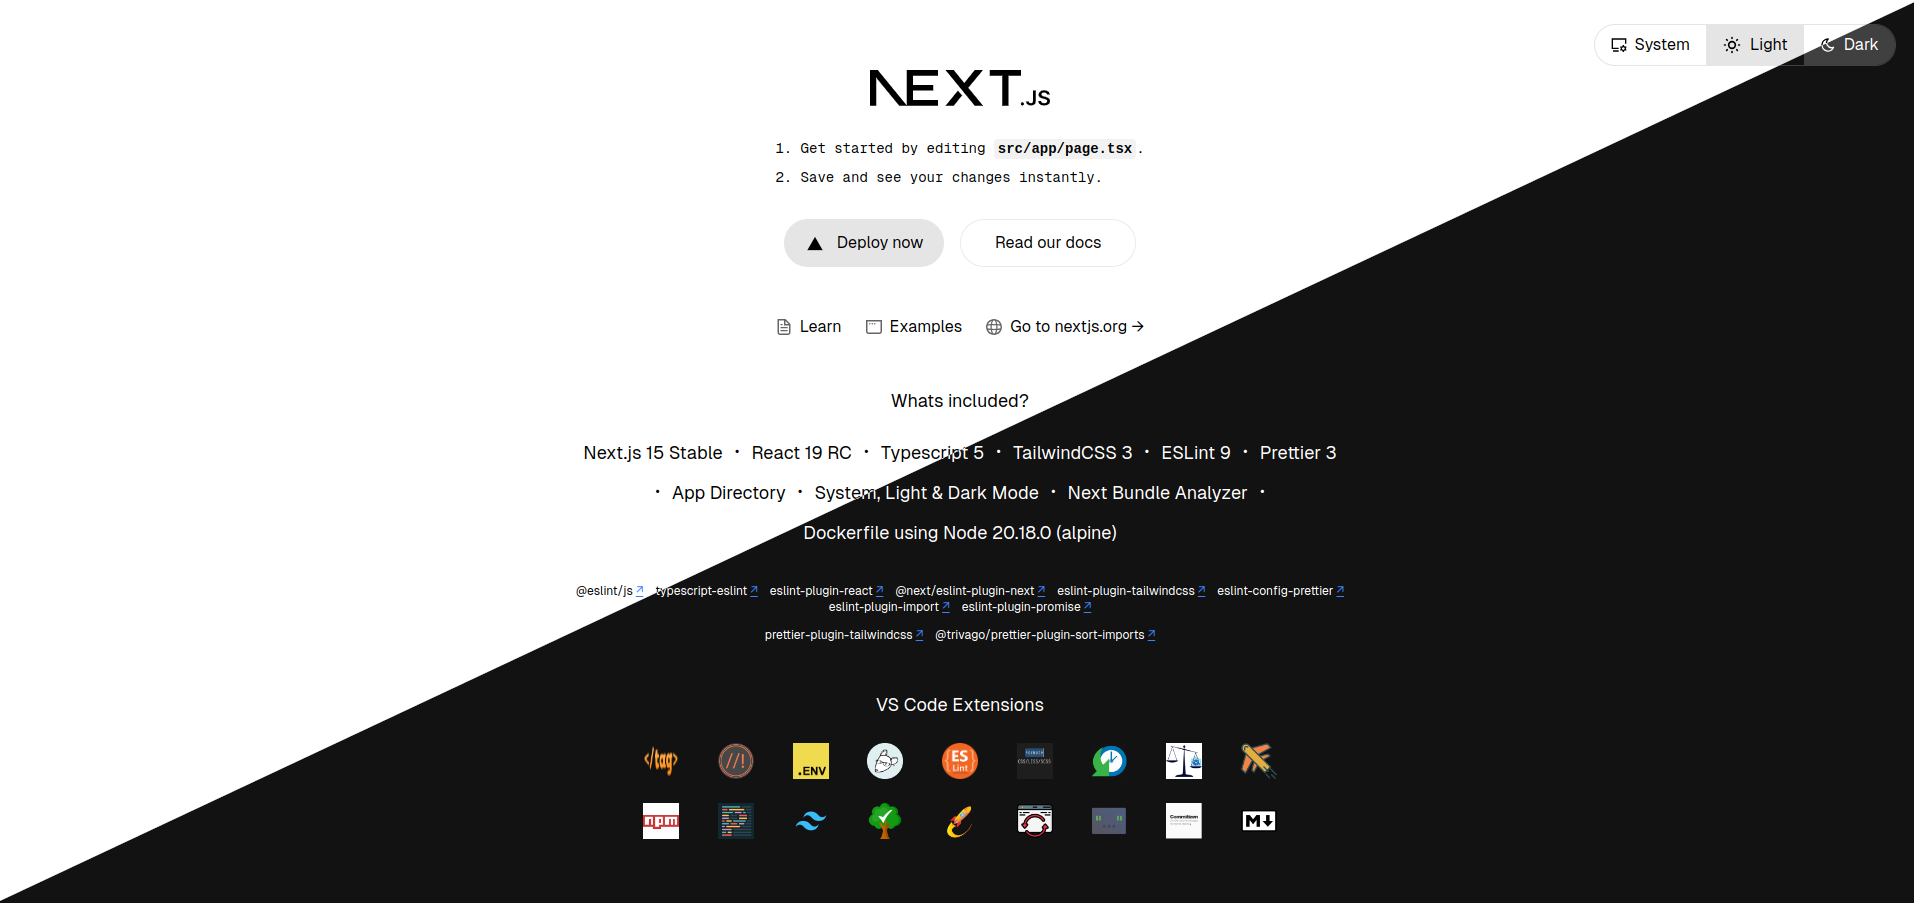 System Light Dark
NEXT.JS
1. Get started by editing src/app/page.tsx.
2. Save and see your changes instantly.
Deploy now Read our docs
Learn Examples Go to nextjs.org →
Whats included?
Next.js 15 Stable · React 19 RC · Typescript 5 · TailwindCSS 3 · ESLint 9 · Prettier 3
· App Directory · System, Light & Dark Mode · Next Bundle Analyzer ·
Dockerfile using Node 20.18.0 (alpine)
@eslint/js typescript-eslint eslint-plugin-react @next/eslint-plugin-next eslint-plugin-tailwindcss eslint-config-prettier
eslint-plugin-import eslint-plugin-promise
prettier-plugin-tailwindcss @trivago/prettier-plugin-sort-imports
VS Code Extensions
</tag> //! .ENV ES
Lint
npm M↓